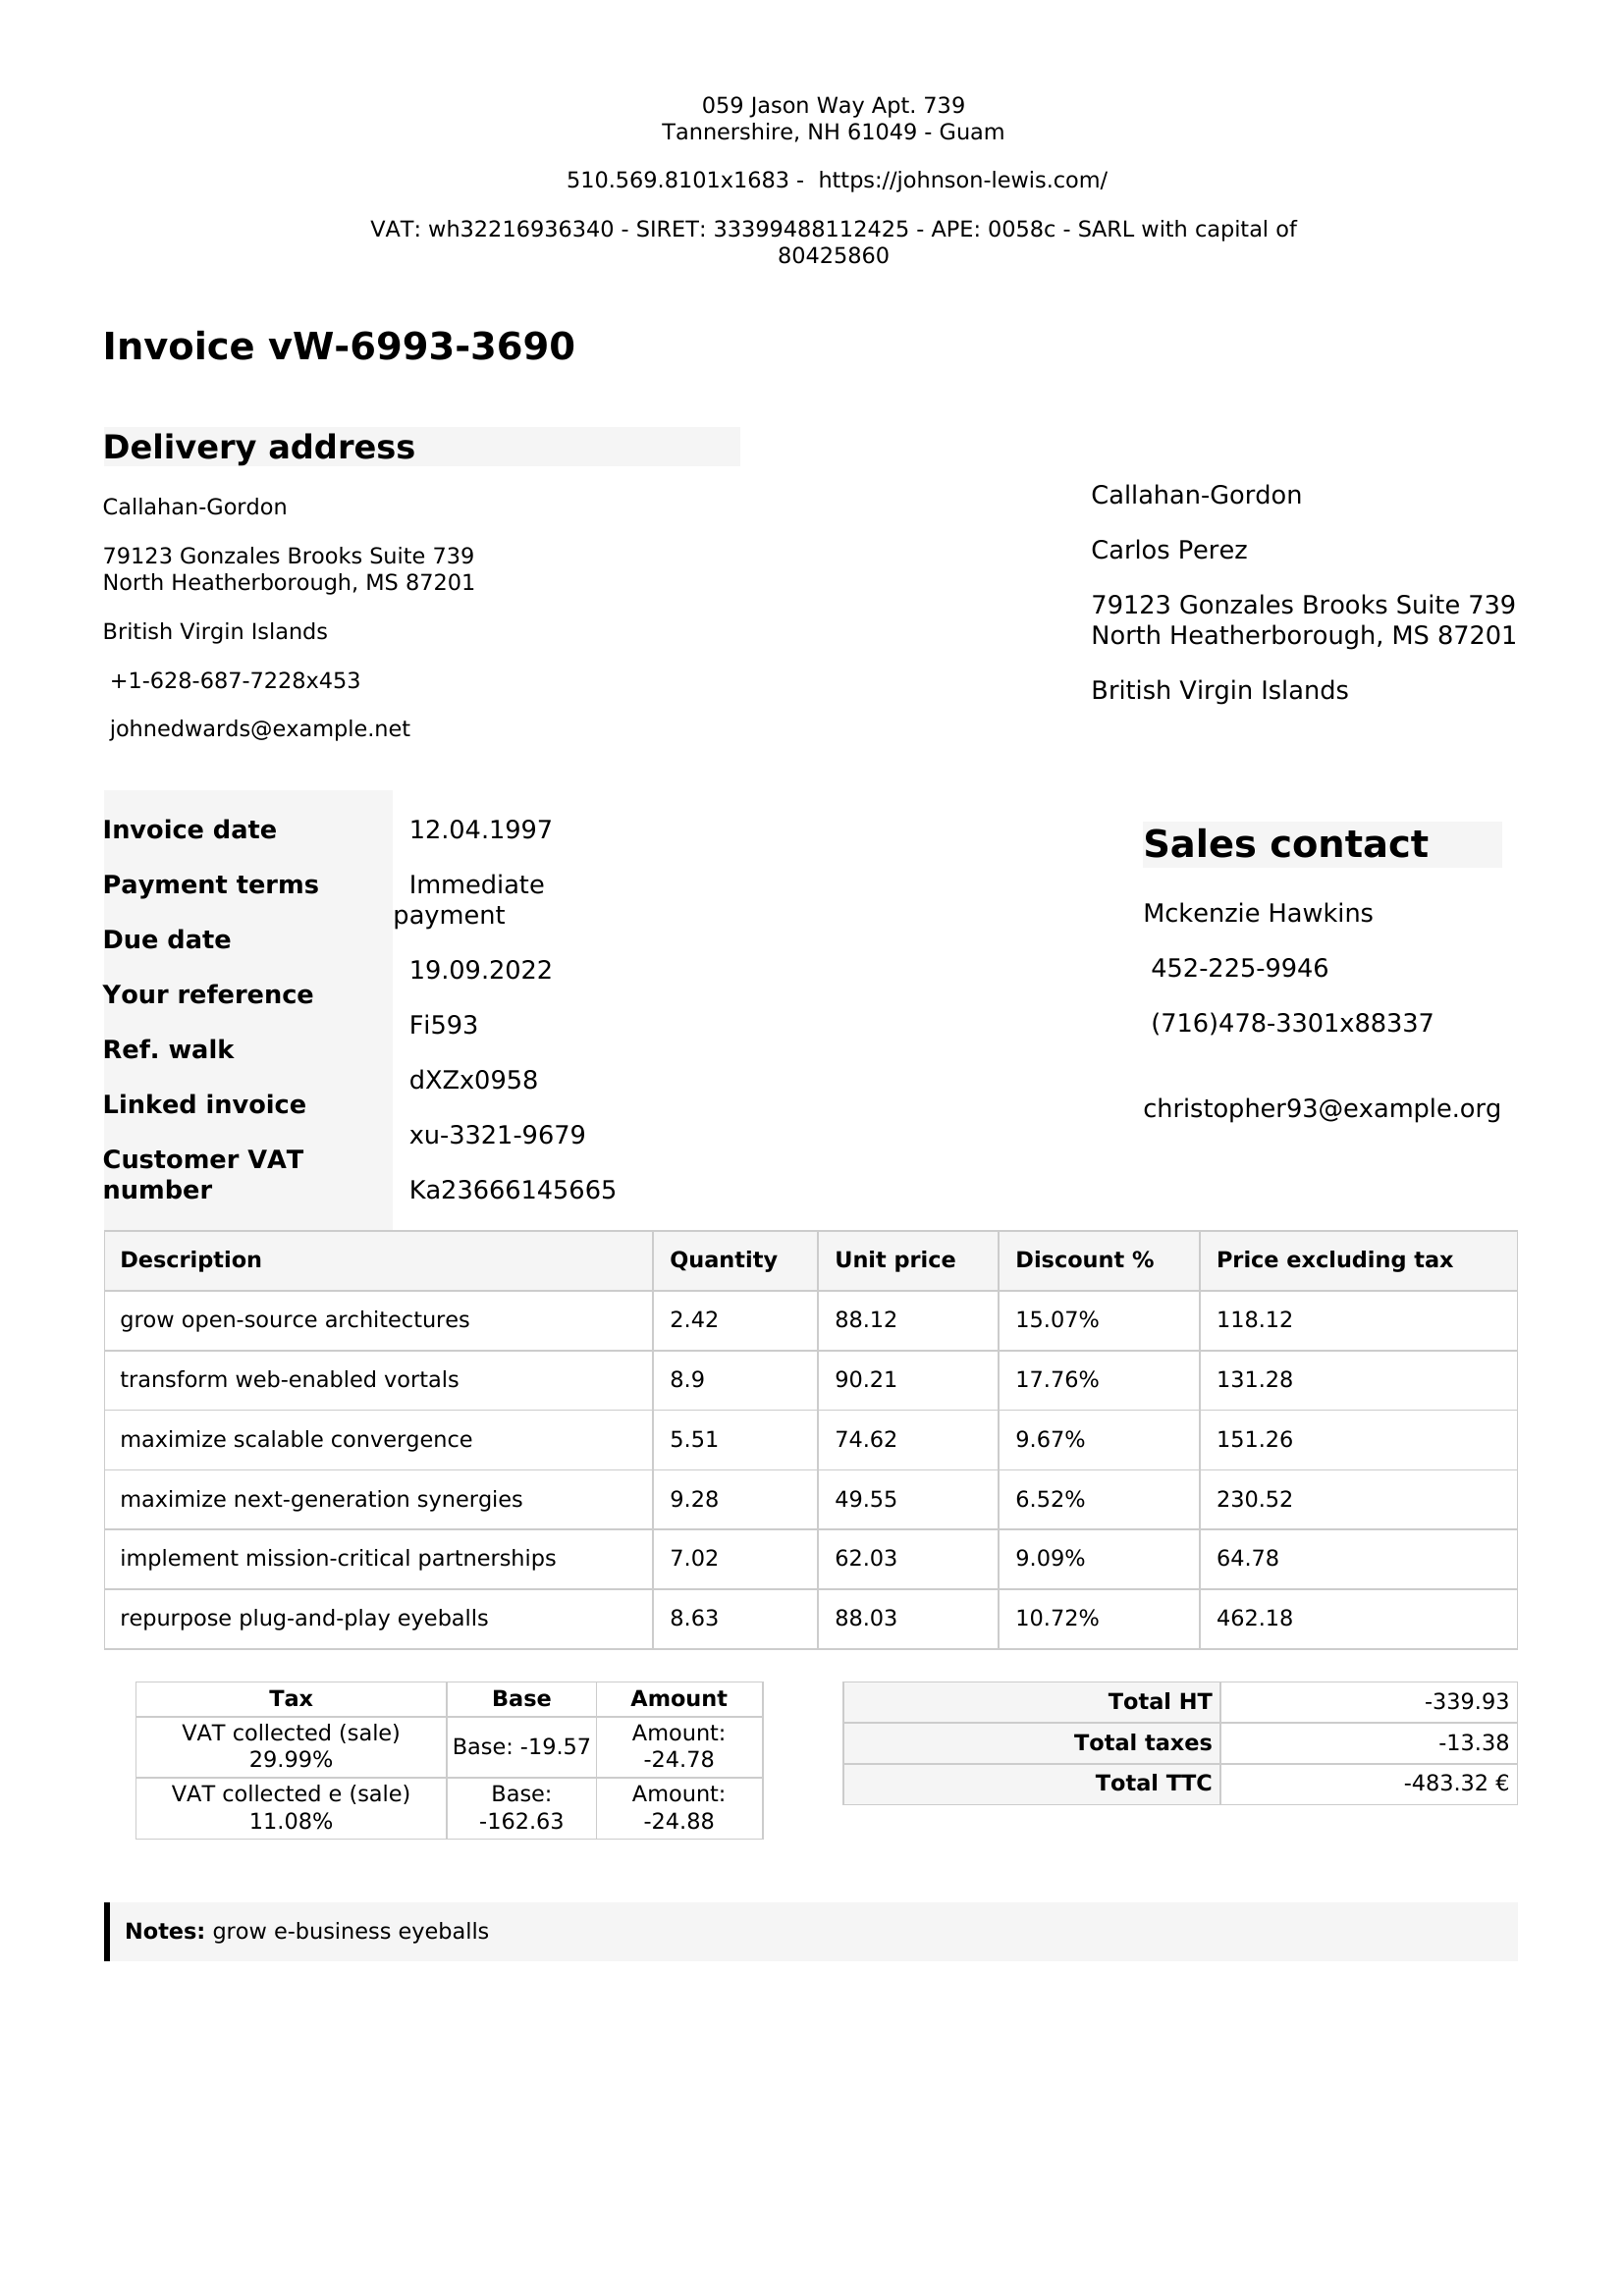 059 Jason Way Apt. 739
Tannershire, NH 61049 - Guam
510.569.8101x1683 -  https://johnson-lewis.com/
VAT: wh32216936340 - SIRET: 33399488112425 - APE: 0058c - SARL with capital of
80425860
Invoice vW-6993-3690
Delivery address
Callahan-Gordon
79123 Gonzales Brooks Suite 739
North Heatherborough, MS 87201
British Virgin Islands
+1-628-687-7228x453
johnedwards@example.net
Callahan-Gordon
Carlos Perez
79123 Gonzales Brooks Suite 739
North Heatherborough, MS 87201
British Virgin Islands
Invoice date
Payment terms
Due date
Your reference
Ref. walk
Linked invoice
Customer VAT
number
12.04.1997
Immediate
payment
19.09.2022
Fi593
dXZx0958
xu-3321-9679
Ka23666145665
Sales contact
Mckenzie Hawkins
452-225-9946
(716)478-3301x88337
christopher93@example.org
Description Quantity Unit price Discount % Price excluding tax
grow open-source architectures 2.42 88.12 15.07% 118.12
transform web-enabled vortals 8.9 90.21 17.76% 131.28
maximize scalable convergence 5.51 74.62 9.67% 151.26
maximize next-generation synergies 9.28 49.55 6.52% 230.52
implement mission-critical partnerships 7.02 62.03 9.09% 64.78
repurpose plug-and-play eyeballs 8.63 88.03 10.72% 462.18
Tax Base Amount
VAT collected (sale)
29.99%
Base: -19.57
Amount:
-24.78
VAT collected e (sale)
11.08%
Base:
-162.63
Amount:
-24.88
Total HT -339.93
Total taxes -13.38
Total TTC -483.32 €
Notes: grow e-business eyeballs